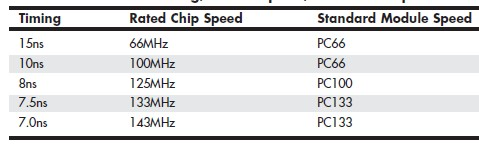 Timing Rated Chip Speed Standard Module Speed
15ns 66MHz PC66
10ns 100MHz PC66
8ns 125MHz PC100
7.5ns 133MHz PC133
7.0ns 143MHz PC133